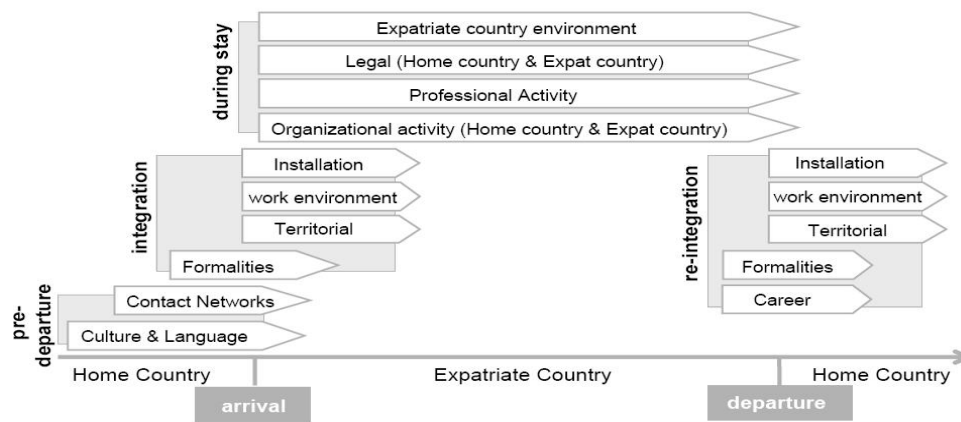 during stay
Expatriate country environment
Legal (Home country & Expat country)
Professional Activity
Organizational activity (Home country & Expat country)
integration
Installation
work environment
Territorial
Formalities
re-integration
Installation
work environment
Territorial
Formalities
Career
pre-
departure
Contact Networks
Culture & Language
Home Country
Expatriate Country
Home Country
arrival
departure